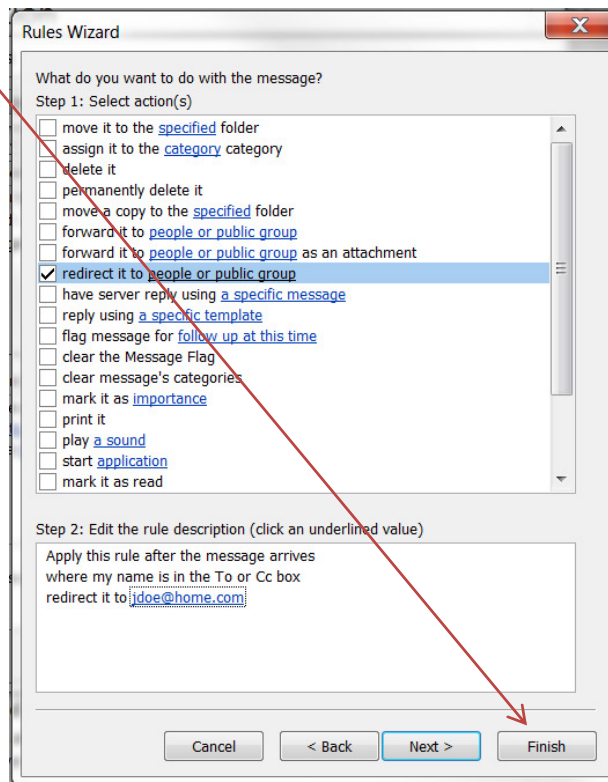 Rules Wizard
What do you want to do with the message?
Step 1: Select action(s)
move it to the specified folder
assign it to the category category
delete it
permanently delete it
move a copy to the specified folder
forward it to people or public group
forward it to people or public group as an attachment
redirect it to people or public group
have server reply using a specific message
reply using a specific template
flag message for follow up at this time
clear the Message Flag
clear message's categories
mark it as importance
print it
play a sound
start application
mark it as read
Step 2: Edit the rule description (click an underlined value)
Apply this rule after the message arrives
where my name is in the To or Cc box
redirect it to jdoe@home.com
Cancel
< Back
Next >
Finish